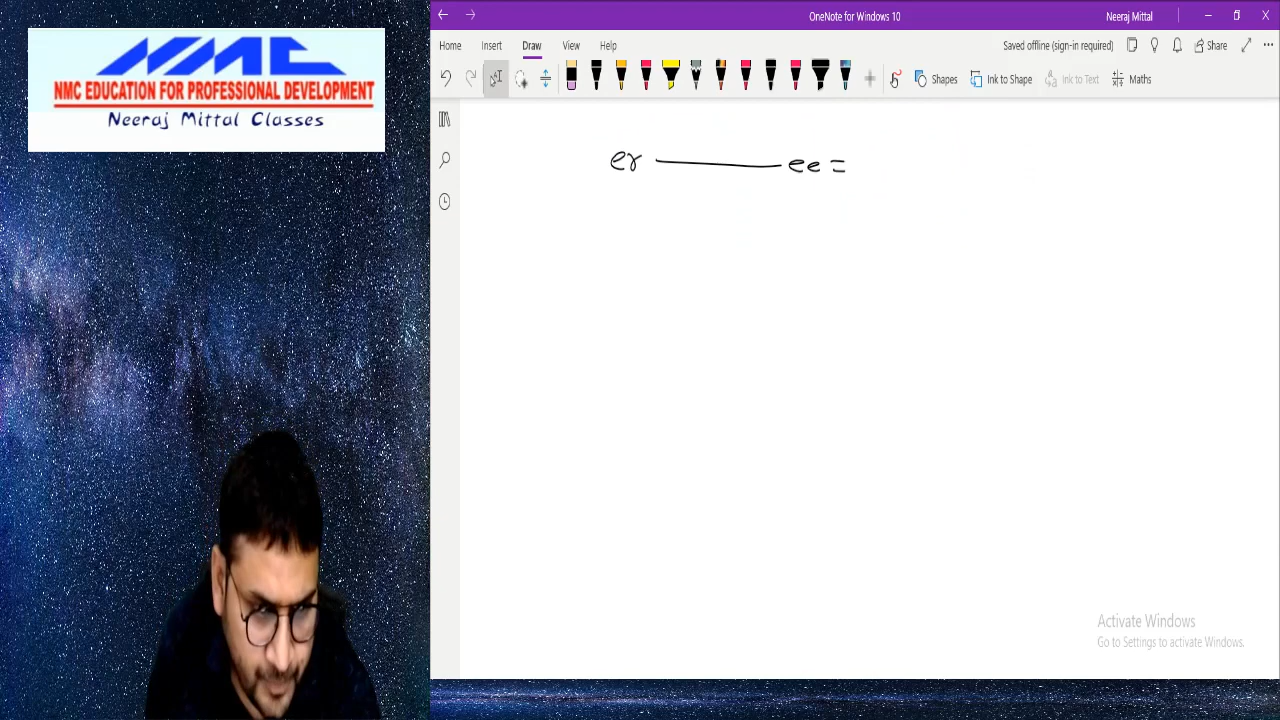 NMC
NMC EDUCATION FOR PROFESSIONAL DEVELOPMENT
Neeraj Mittal Classes
OneNote for Windows 10
Neeraj Mittal
Home Insert Draw View Help
Saved offline (sign-in required)
Share
Shapes
Ink to Shape
Ink to Text
Maths
er ——— ee =
Activate Windows
Go to Settings to activate Windows.